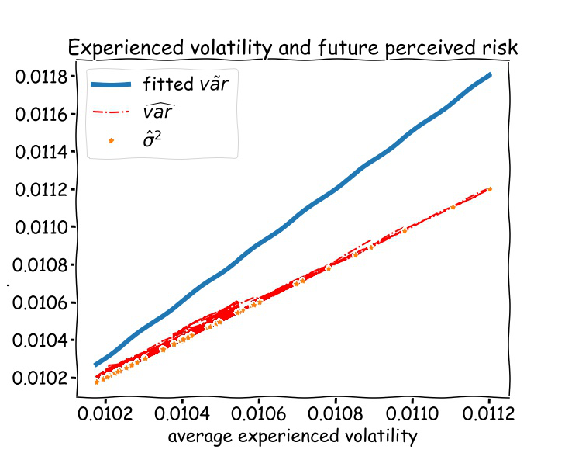 Experienced volatility and future perceived risk
fitted vãr
v͡ar
σ̂²
0.0118
0.0116
0.0114
0.0112
0.0110
0.0108
0.0106
0.0104
0.0102
0.0102 0.0104 0.0106 0.0108 0.0110 0.0112
average experienced volatility